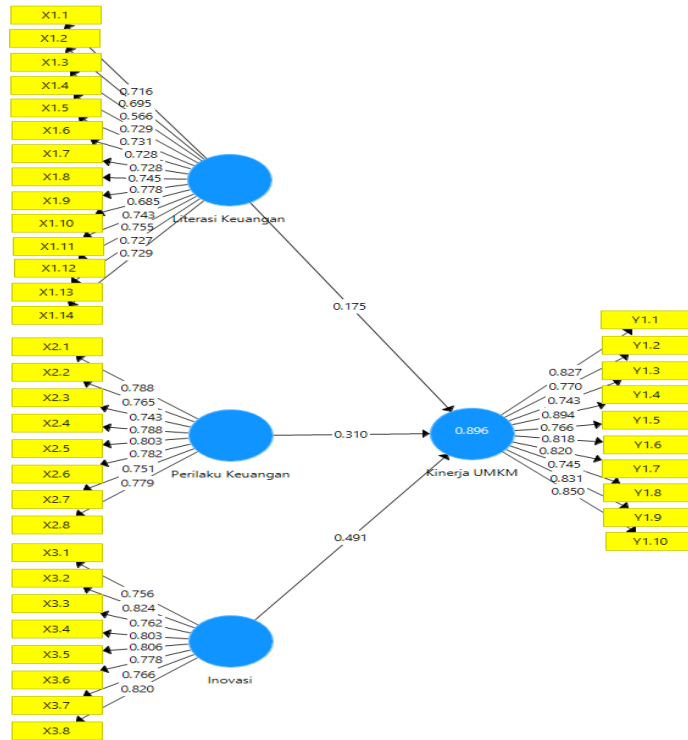 X1.1
X1.2
X1.3
X1.4
X1.5
X1.6
X1.7
X1.8
X1.9
X1.10
X1.11
X1.12
X1.13
X1.14
0.716
0.695
0.566
0.729
0.731
0.728
0.728
0.745
0.778
0.685
0.743
0.755
0.727
0.729
Literasi Keuangan
0.175
X2.1
X2.2
X2.3
X2.4
X2.5
X2.6
X2.7
X2.8
0.788
0.765
0.743
0.788
0.803
0.782
0.751
0.779
Perilaku Keuangan
0.310
X3.1
X3.2
X3.3
X3.4
X3.5
X3.6
X3.7
X3.8
0.756
0.824
0.762
0.803
0.806
0.778
0.766
0.820
Inovasi
0.491
0.896
Kinerja UMKM
0.827
0.770
0.743
0.894
0.766
0.818
0.820
0.745
0.831
0.850
Y1.1
Y1.2
Y1.3
Y1.4
Y1.5
Y1.6
Y1.7
Y1.8
Y1.9
Y1.10